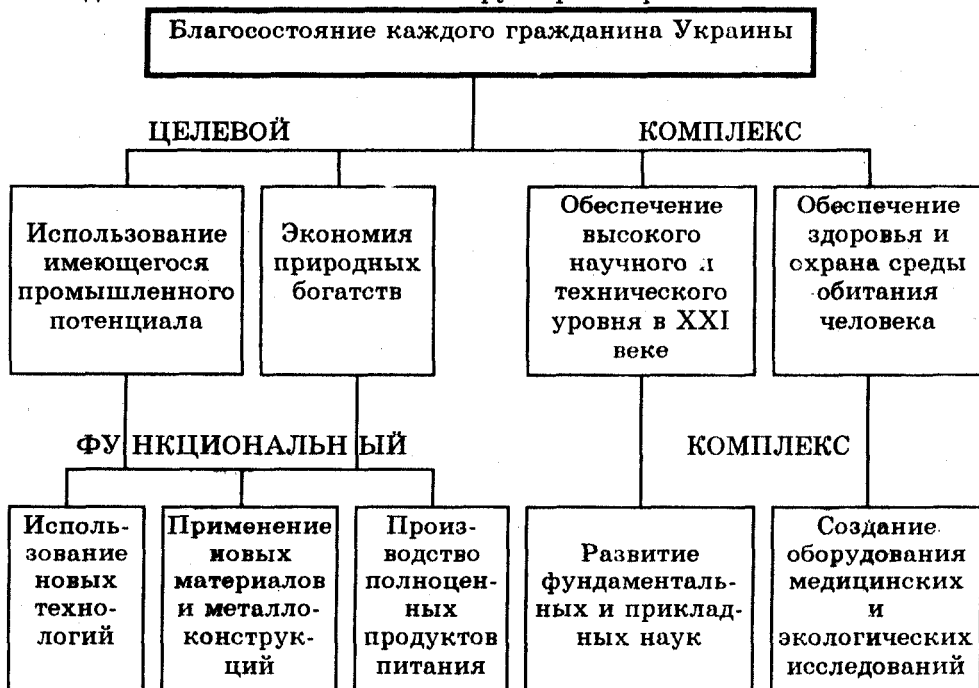 Благосостояние каждого гражданина Украины
ЦЕЛЕВОЙ КОМПЛЕКС
Использование
имеющегося
промышленного
потенциала
Экономия
природных
богатств
Обеспечение
высокого
научного
технического
уровня в XXI
веке
Обеспечение
здоровья и
охрана среды
обитания
человека
ФУНКЦИОНАЛЬНЫЙ КОМПЛЕКС
Исполь-
зование
новых
техно-
логий
Применение
новых
материалов
и металло-
конструк-
ций
Произ-
водство
полноцен-
ных
продуктов
питания
Развитие
фундаменталь-
ных и приклад-
ных наук
Создание
оборудования
медицинских
и
экологических
исследований